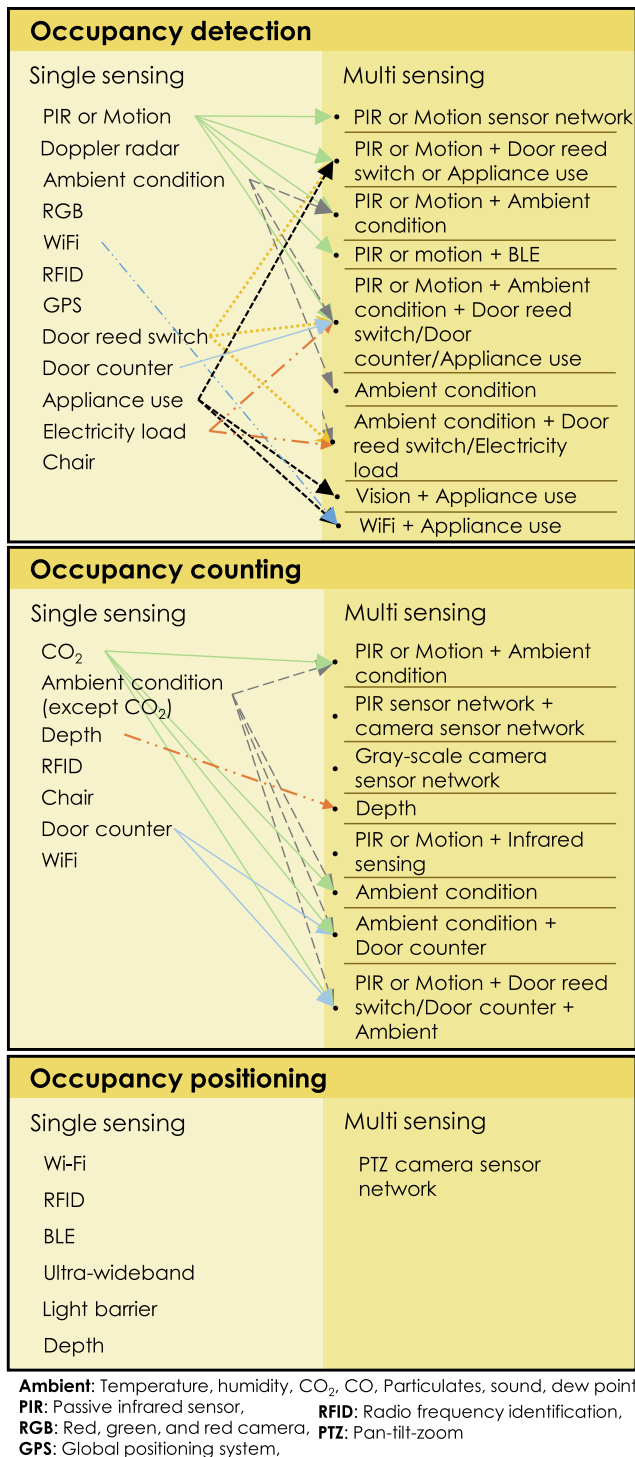 Occupancy detection
Single sensing
PIR or Motion
Doppler radar
Ambient condition
RGB
WiFi
RFID
GPS
Door reed switch
Door counter
Appliance use
Electricity load
Chair
Multi sensing
• PIR or Motion sensor network
• PIR or Motion + Door reed
switch or Appliance use
• PIR or Motion + Ambient
condition
• PIR or motion + BLE
• PIR or Motion + Ambient
condition + Door reed
switch/Door
counter/Appliance use
• Ambient condition
• Ambient condition + Door
reed switch/Electricity
load
• Vision + Appliance use
• WiFi + Appliance use
Occupancy counting
Single sensing
CO₂
Ambient condition
(except CO₂)
Depth
RFID
Chair
Door counter
WiFi
Multi sensing
• PIR or Motion + Ambient
condition
• PIR sensor network +
camera sensor network
• Gray-scale camera
sensor network
• Depth
• PIR or Motion + Infrared
sensing
• Ambient condition
• Ambient condition +
Door counter
• PIR or Motion + Door reed
switch/Door counter +
Ambient
Occupancy positioning
Single sensing
Wi-Fi
RFID
BLE
Ultra-wideband
Light barrier
Depth
Multi sensing
PTZ camera sensor
network
Ambient: Temperature, humidity, CO₂, CO, Particulates, sound, dew point
PIR: Passive infrared sensor,
RGB: Red, green, and red camera,
GPS: Global positioning system,
RFID: Radio frequency identification,
PTZ: Pan-tilt-zoom